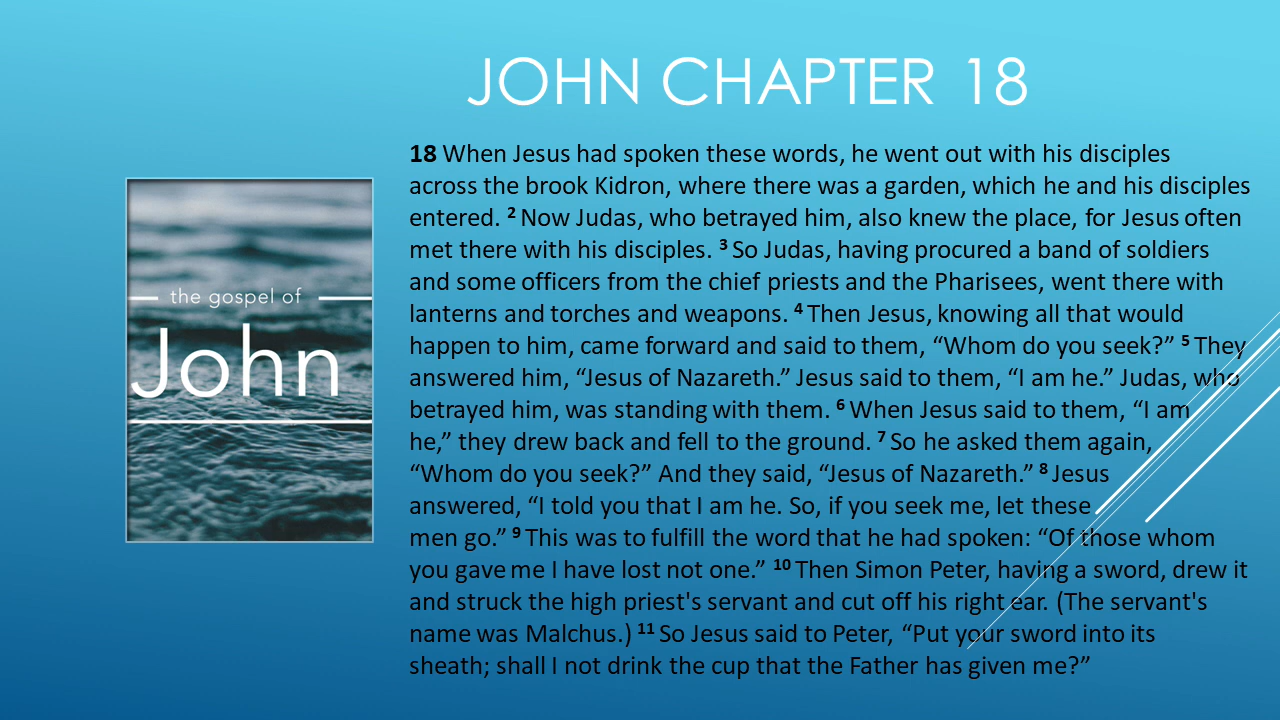 JOHN CHAPTER 18
the gospel of
John
18 When Jesus had spoken these words, he went out with his disciples
across the brook Kidron, where there was a garden, which he and his disciples
entered. 2 Now Judas, who betrayed him, also knew the place, for Jesus often
met there with his disciples. 3 So Judas, having procured a band of soldiers
and some officers from the chief priests and the Pharisees, went there with
lanterns and torches and weapons. 4 Then Jesus, knowing all that would
happen to him, came forward and said to them, “Whom do you seek?” 5 They
answered him, “Jesus of Nazareth.” Jesus said to them, “I am he.” Judas, who
betrayed him, was standing with them. 6 When Jesus said to them, “I am
he,” they drew back and fell to the ground. 7 So he asked them again,
“Whom do you seek?” And they said, “Jesus of Nazareth.” 8 Jesus
answered, “I told you that I am he. So, if you seek me, let these
men go.” 9 This was to fulfill the word that he had spoken: “Of those whom
you gave me I have lost not one.” 10 Then Simon Peter, having a sword, drew it
and struck the high priest's servant and cut off his right ear. (The servant's
name was Malchus.) 11 So Jesus said to Peter, “Put your sword into its
sheath; shall I not drink the cup that the Father has given me?”